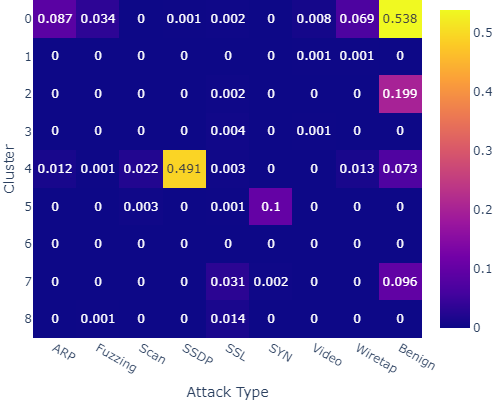 0 0.087 0.034 0 0.001 0.002 0 0.008 0.069 0.538
1 0 0 0 0 0 0 0.001 0.001 0
2 0 0 0 0 0.002 0 0 0 0.199
3 0 0 0 0 0.004 0 0.001 0 0
4 0.012 0.001 0.022 0.491 0.003 0 0 0.013 0.073
5 0 0 0.003 0 0.001 0.1 0 0 0
6 0 0 0 0 0 0 0 0 0
7 0 0 0 0 0.031 0.002 0 0 0.096
8 0 0.001 0 0 0.014 0 0 0 0
ARP Fuzzing Scan SSDP SSL SYN Video Wiretap Benign
Attack Type
Cluster
0.5
0.4
0.3
0.2
0.1
0